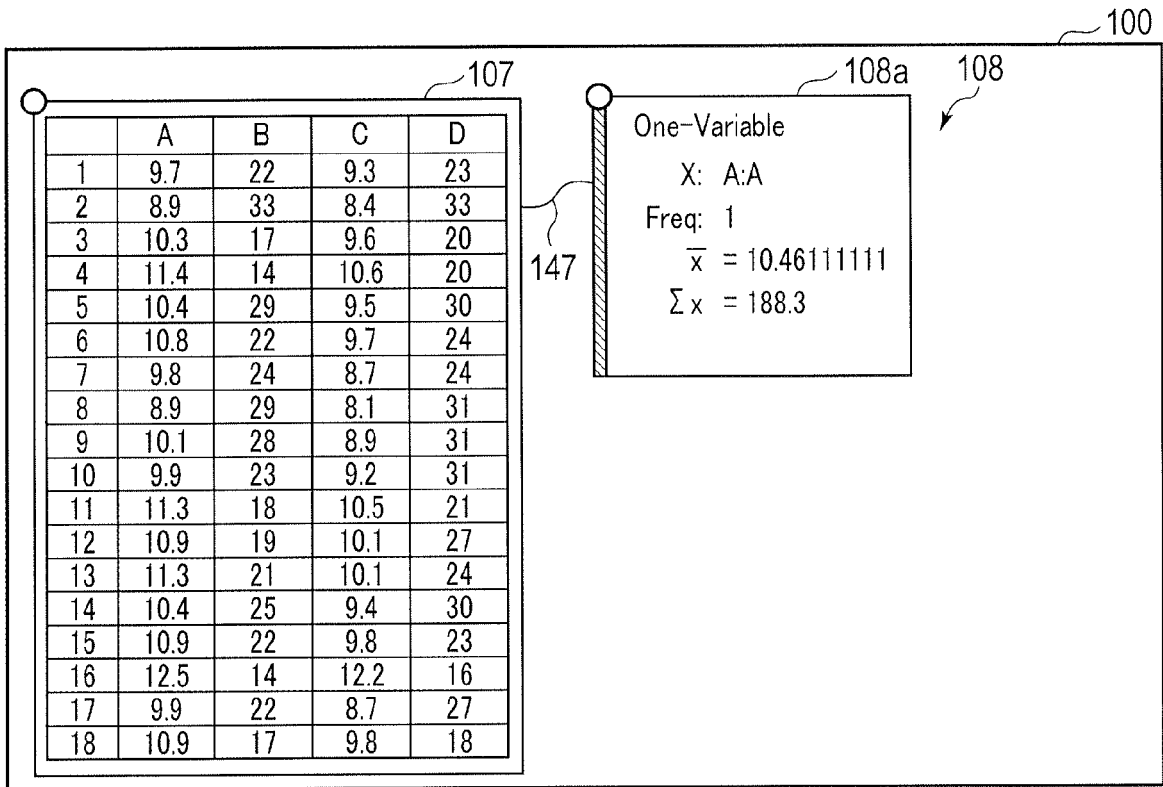 100
107
108a
108
A B C D
1 9.7 22 9.3 23
2 8.9 33 8.4 33
3 10.3 17 9.6 20
4 11.4 14 10.6 20
5 10.4 29 9.5 30
6 10.8 22 9.7 24
7 9.8 24 8.7 24
8 8.9 29 8.1 31
9 10.1 28 8.9 31
10 9.9 23 9.2 31
11 11.3 18 10.5 21
12 10.9 19 10.1 27
13 11.3 21 10.1 24
14 10.4 25 9.4 30
15 10.9 22 9.8 23
16 12.5 14 12.2 16
17 9.9 22 8.7 27
18 10.9 17 9.8 18
147
One-Variable
X: A:A
Freq: 1
x̄ = 10.46111111
Σx = 188.3